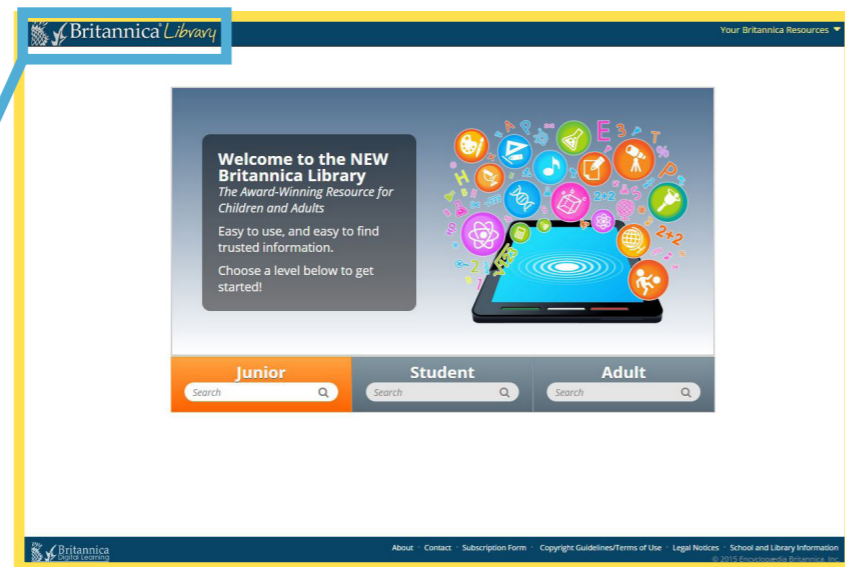 Britannica® Library
Your Britannica Resources
Welcome to the NEW
Britannica Library
The Award-Winning Resource for
Children and Adults
Easy to use, and easy to find
trusted information.
Choose a level below to get
started!
Junior
Search
Student
Search
Adult
Search
Britannica
Digital Learning
About · Contact · Subscription Form · Copyright Guidelines/Terms of Use · Legal Notices · School and Library Information
© 2015 Encyclopædia Britannica, Inc.